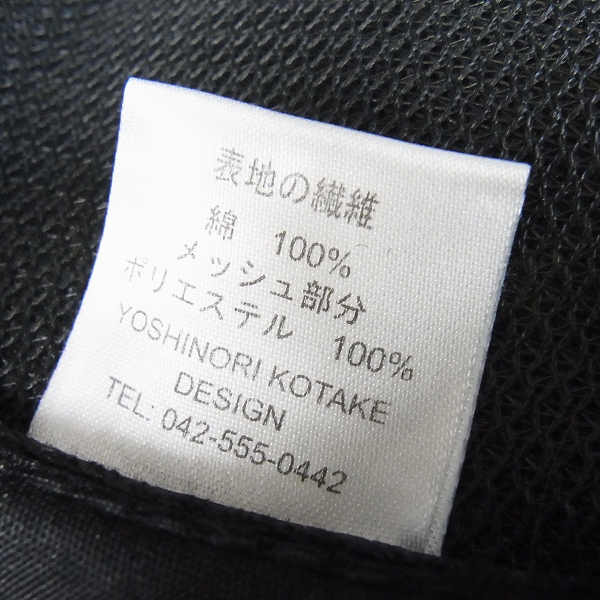 表地の繊維
綿　100%
メッシュ部分
ポリエステル　100%
YOSHINORI KOTAKE
DESIGN
TEL: 042-555-0442